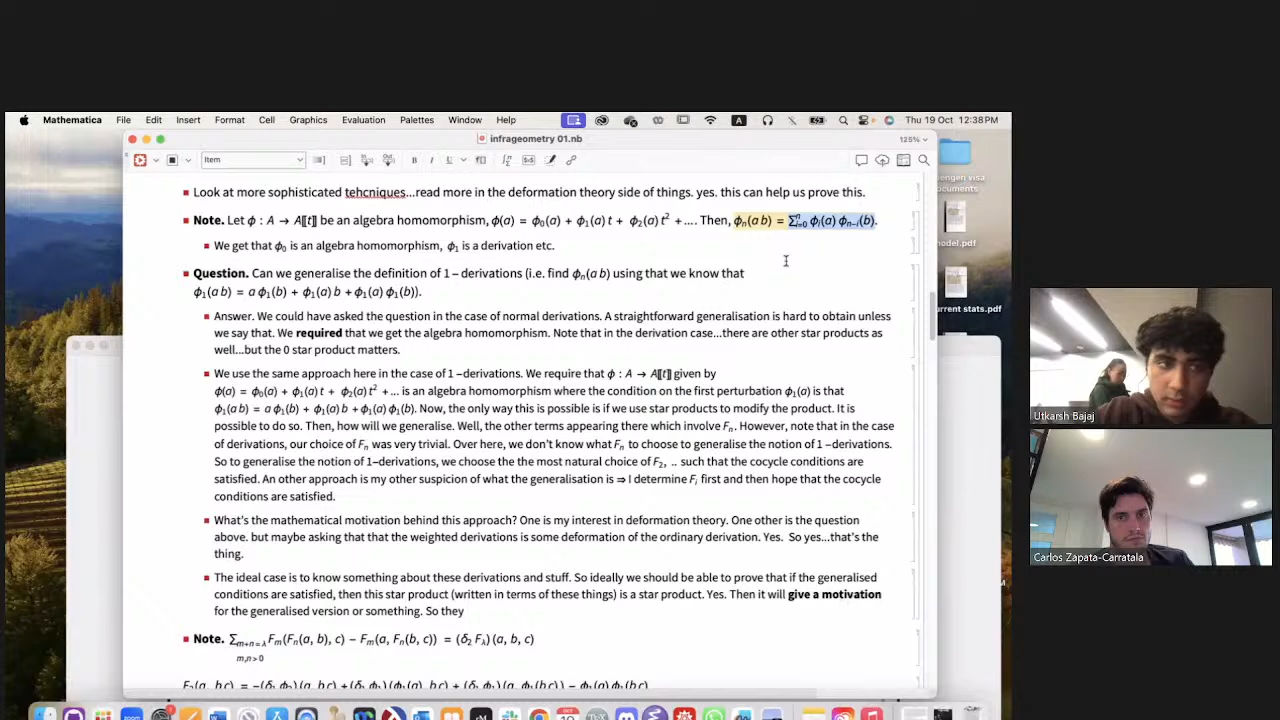 Mathematica File Edit Insert Format Cell Graphics Evaluation Palettes Window Help A Thu 19 Oct 12:38PM
infrageometry 01.nb
125%
Item B I U
Look at more sophisticated tehcniques...read more in the deformation theory side of things. yes. this can help us prove this.
Note. Let ϕ : A → A⟦t⟧ be an algebra homomorphism, ϕ(a) = ϕ₀(a) + ϕ₁(a) t + ϕ₂(a) t² + .... Then, ϕₙ(a b) = ∑ⁿᵢ₌₀ ϕᵢ(a) ϕₙ₋ᵢ(b).
We get that ϕ₀ is an algebra homomorphism, ϕ₁ is a derivation etc.
Question. Can we generalise the definition of 1 – derivations (i.e. find ϕₙ(a b) using that we know that
ϕ₁(a b) = a ϕ₁(b) + ϕ₁(a) b + ϕ₁(a) ϕ₁(b)).
Answer. We could have asked the question in the case of normal derivations. A straightforward generalisation is hard to obtain unless
we say that. We required that we get the algebra homomorphism. Note that in the derivation case...there are other star products as
well...but the 0 star product matters.
We use the same approach here in the case of 1 –derivations. We require that ϕ : A → A⟦t⟧ given by
ϕ(a) = ϕ₀(a) + ϕ₁(a) t + ϕ₂(a) t² + ... is an algebra homomorphism where the condition on the first perturbation ϕ₁(a) is that
ϕ₁(a b) = a ϕ₁(b) + ϕ₁(a) b + ϕ₁(a) ϕ₁(b). Now, the only way this is possible is if we use star products to modify the product. It is
possible to do so. Then, how will we generalise. Well, the other terms appearing there which involve Fₙ. However, note that in the case
of derivations, our choice of Fₙ was very trivial. Over here, we don't know what Fₙ to choose to generalise the notion of 1 –derivations.
So to generalise the notion of 1–derivations, we choose the the most natural choice of F₂, .. such that the cocycle conditions are
satisfied. An other approach is my other suspicion of what the generalisation is ⇒ I determine Fᵢ first and then hope that the cocycle
conditions are satisfied.
What's the mathematical motivation behind this approach? One is my interest in deformation theory. One other is the question
above. but maybe asking that that the weighted derivations is some deformation of the ordinary derivation. Yes. So yes...that's the
thing.
The ideal case is to know something about these derivations and stuff. So ideally we should be able to prove that if the generalised
conditions are satisfied, then this star product (written in terms of these things) is a star product. Yes. Then it will give a motivation
for the generalised version or something. So they
Note. ∑ₘ₊ₙ₌λ Fₘ(Fₙ(a, b), c) – Fₘ(a, Fₙ(b, c)) = (δ₂ Fλ) (a, b, c)
m,n>0
uengen visa
ocuments
nodel.pdf
urrent stats.pdf
Utkarsh Bajaj
Carlos Zapata-Carratala
zoom